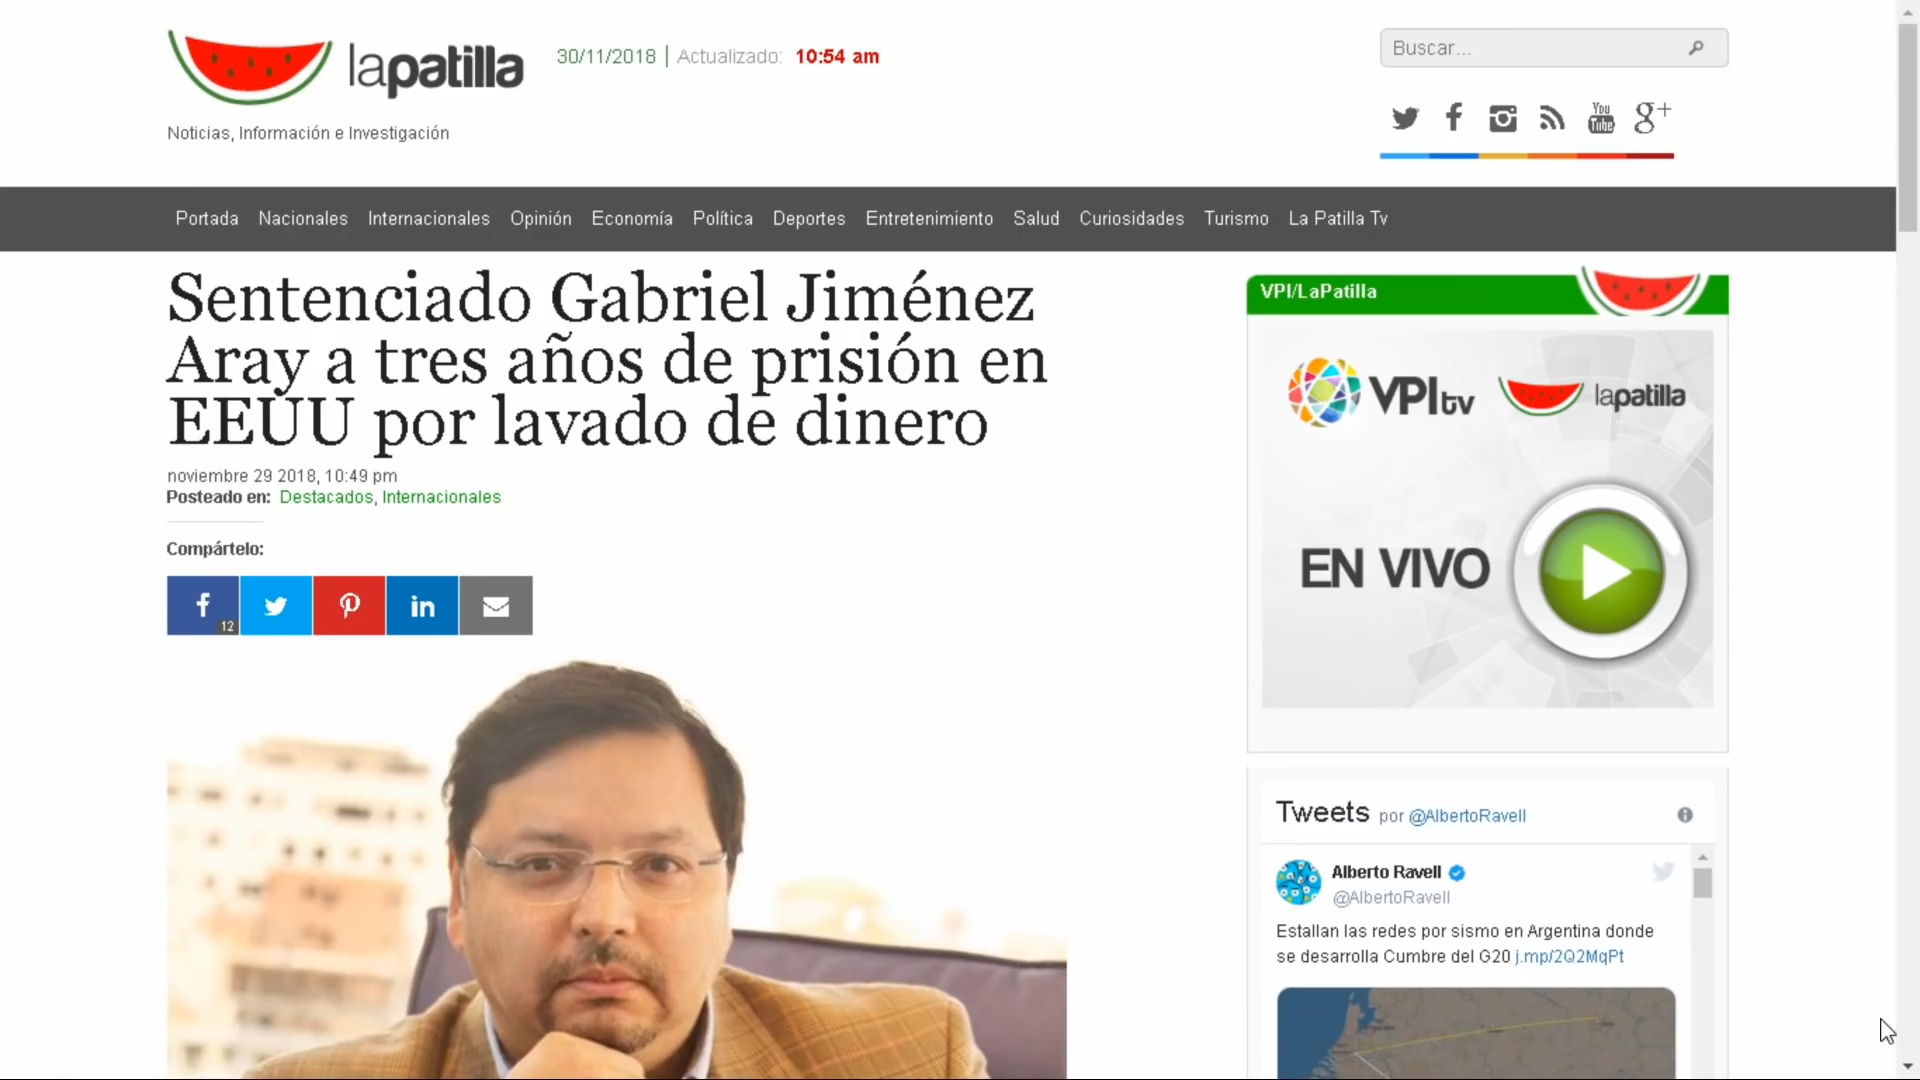 lapatilla
30/11/2018 | Actualizado: 10:54 am
Buscar...
Noticias, Información e Investigación
You
Tube
g+
Portada Nacionales Internacionales Opinión Economía Política Deportes Entretenimiento Salud Curiosidades Turismo La Patilla Tv
Sentenciado Gabriel Jiménez
Aray a tres años de prisión en
EEUU por lavado de dinero
noviembre 29 2018, 10:49 pm
Posteado en: Destacados, Internacionales
Compártelo:
f
12
in
VPI/LaPatilla
VPItv lapatilla
EN VIVO
Tweets por @AlbertoRavell
Alberto Ravell
@AlbertoRavell
Estallan las redes por sismo en Argentina donde
se desarrolla Cumbre del G20 j.mp/2Q2MqPt